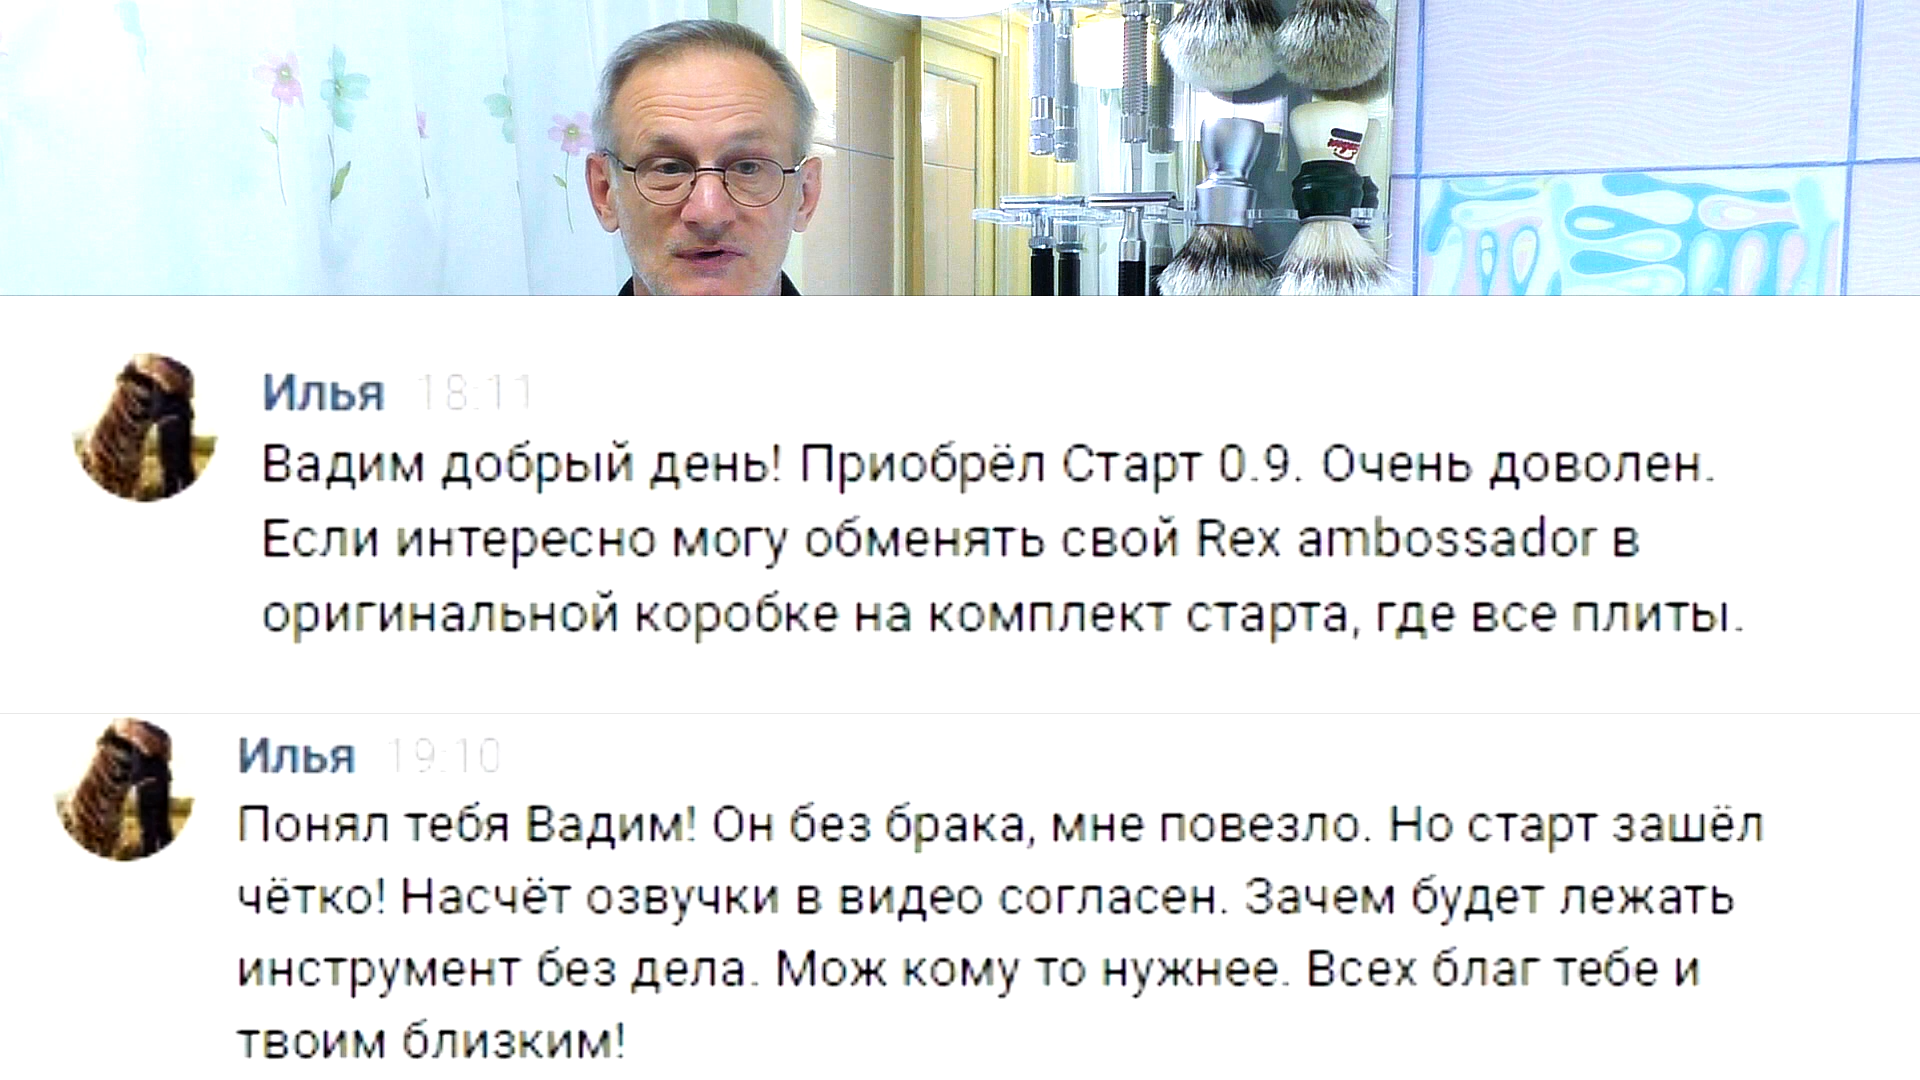 Илья 18:11
Вадим добрый день! Приобрёл Старт 0.9. Очень доволен.
Если интересно могу обменять свой Rex ambossador в
оригинальной коробке на комплект старта, где все плиты.
Илья 19:10
Понял тебя Вадим! Он без брака, мне повезло. Но старт зашёл
чётко! Насчёт озвучки в видео согласен. Зачем будет лежать
инструмент без дела. Мож кому то нужнее. Всех благ тебе и
твоим близким!